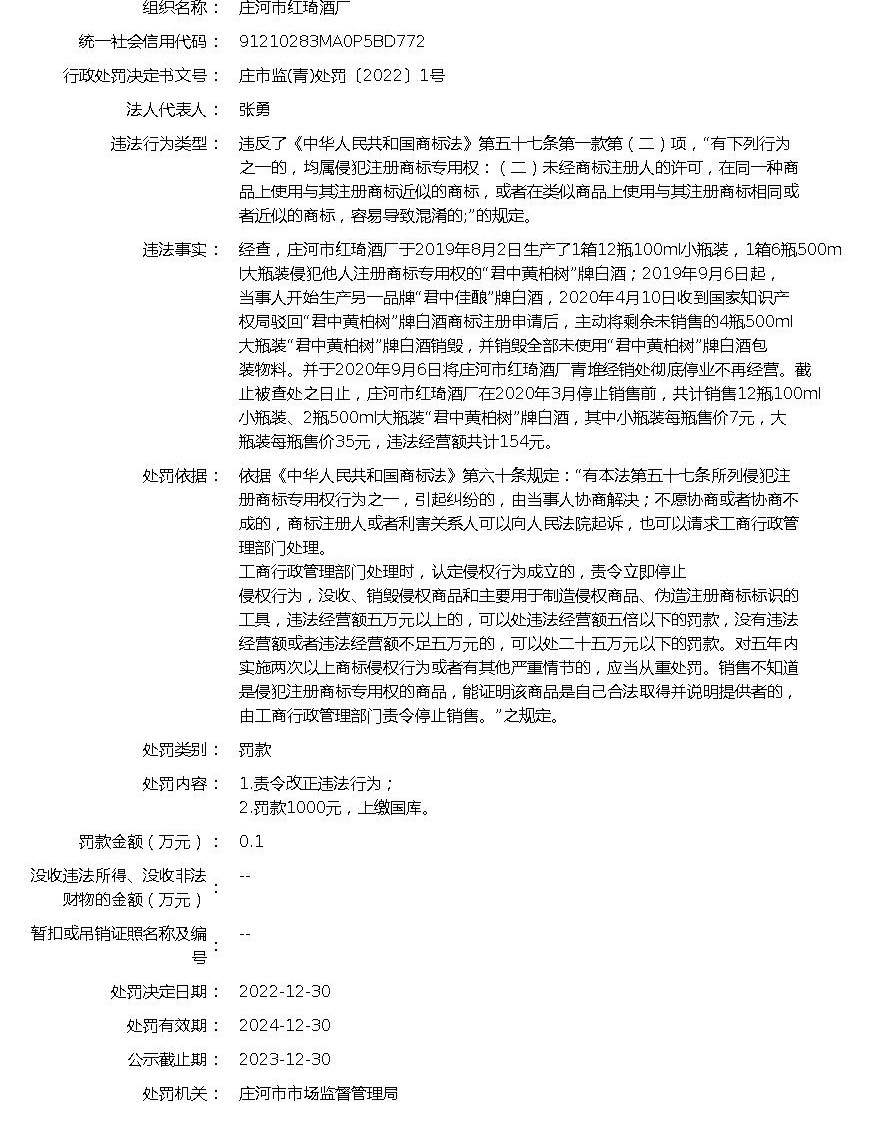 组织名称： 庄河市红琦酒厂
统一社会信用代码： 91210283MA0P5BD772
行政处罚决定书文号： 庄市监(青)处罚〔2022〕1号
法人代表人： 张勇
违法行为类型： 违反了《中华人民共和国商标法》第五十七条第一款第（二）项，“有下列行为
之一的，均属侵犯注册商标专用权：（二）未经商标注册人的许可，在同一种商
品上使用与其注册商标近似的商标，或者在类似商品上使用与其注册商标相同或
者近似的商标，容易导致混淆的;”的规定。
违法事实： 经查，庄河市红琦酒厂于2019年8月2日生产了1箱12瓶100ml小瓶装，1箱6瓶500m
l大瓶装侵犯他人注册商标专用权的“君中黄柏树”牌白酒；2019年9月6日起，
当事人开始生产另一品牌“君中佳酿”牌白酒，2020年4月10日收到国家知识产
权局驳回“君中黄柏树”牌白酒商标注册申请后，主动将剩余未销售的4瓶500ml
大瓶装“君中黄柏树”牌白酒销毁，并销毁全部未使用“君中黄柏树”牌白酒包
装物料。并于2020年9月6日将庄河市红琦酒厂青堆经销处彻底停业不再经营。截
止被查处之日止，庄河市红琦酒厂在2020年3月停止销售前，共计销售12瓶100ml
小瓶装、2瓶500ml大瓶装“君中黄柏树”牌白酒，其中小瓶装每瓶售价7元，大
瓶装每瓶售价35元，违法经营额共计154元。
处罚依据： 依据《中华人民共和国商标法》第六十条规定：“有本法第五十七条所列侵犯注
册商标专用权行为之一，引起纠纷的，由当事人协商解决；不愿协商或者协商不
成的，商标注册人或者利害关系人可以向人民法院起诉，也可以请求工商行政管
理部门处理。
工商行政管理部门处理时，认定侵权行为成立的，责令立即停止
侵权行为，没收、销毁侵权商品和主要用于制造侵权商品、伪造注册商标标识的
工具，违法经营额五万元以上的，可以处违法经营额五倍以下的罚款，没有违法
经营额或者违法经营额不足五万元的，可以处二十五万元以下的罚款。对五年内
实施两次以上商标侵权行为或者有其他严重情节的，应当从重处罚。销售不知道
是侵犯注册商标专用权的商品，能证明该商品是自己合法取得并说明提供者的，
由工商行政管理部门责令停止销售。”之规定。
处罚类别： 罚款
处罚内容： 1.责令改正违法行为；
2.罚款1000元，上缴国库。
罚款金额（万元）： 0.1
没收违法所得、没收非法
财物的金额（万元）： --
暂扣或吊销证照名称及编
号： --
处罚决定日期： 2022-12-30
处罚有效期： 2024-12-30
公示截止期： 2023-12-30
处罚机关： 庄河市市场监督管理局